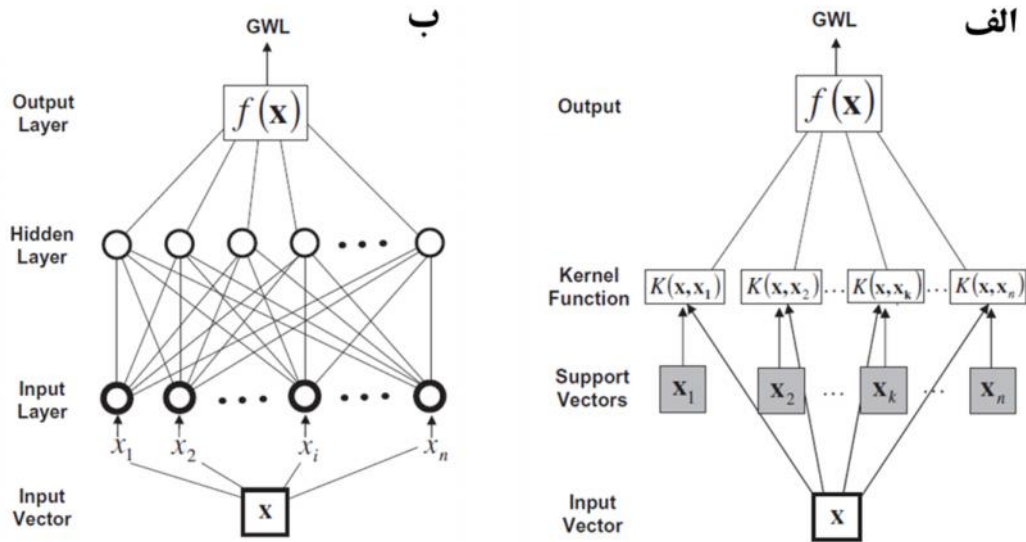 ب
GWL
Output
Layer
f(x)
Hidden
Layer
Input
Layer
x₁ x₂ xᵢ xₙ
Input
Vector
x
الف
GWL
Output
f(x)
Kernel
Function
K(x,x₁) K(x,x₂) ... K(x,xₖ) ... K(x,xₙ)
Support
Vectors
x₁ x₂ ... xₖ ... xₙ
Input
Vector
x